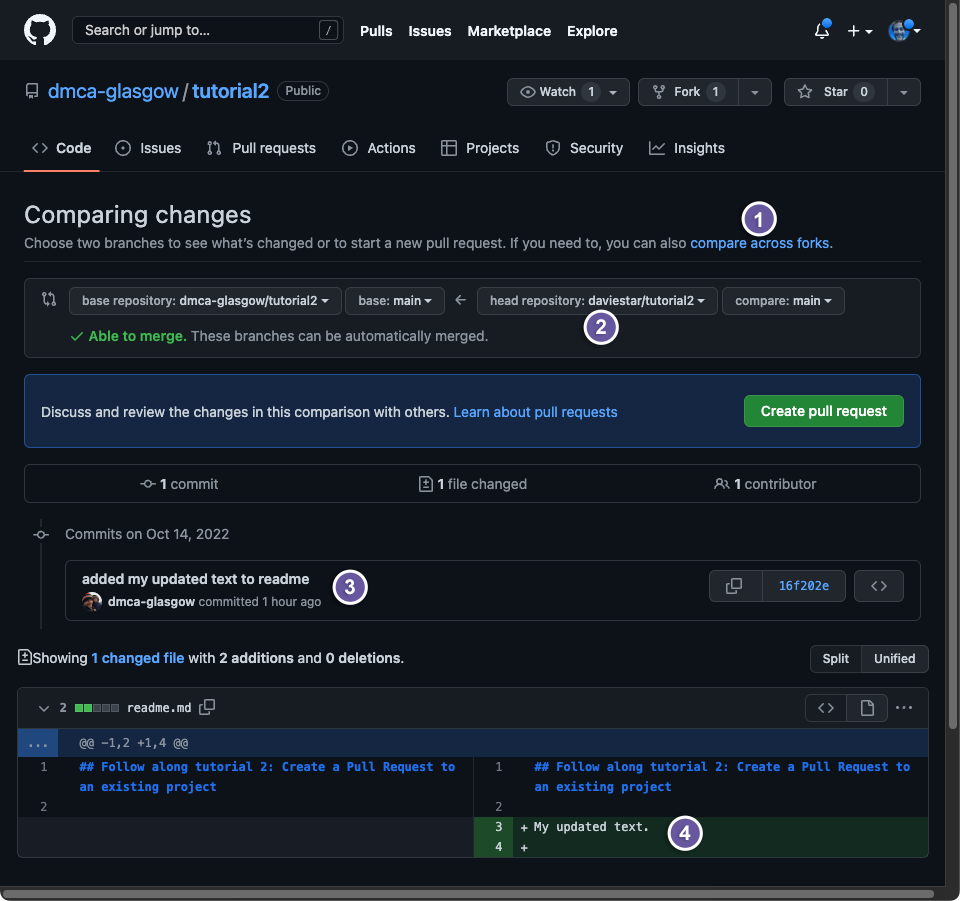 Search or jump to... / Pulls Issues Marketplace Explore
dmca-glasgow / tutorial2 Public Watch 1 Fork 1 Star 0
Code Issues Pull requests Actions Projects Security Insights
Comparing changes
1
Choose two branches to see what's changed or to start a new pull request. If you need to, you can also compare across forks.
base repository: dmca-glasgow/tutorial2 base: main ← head repository: daviestar/tutorial2 compare: main
2
✓ Able to merge. These branches can be automatically merged.
Discuss and review the changes in this comparison with others. Learn about pull requests Create pull request
1 commit 1 file changed 1 contributor
Commits on Oct 14, 2022
added my updated text to readme
3
16f202e <>
dmca-glasgow committed 1 hour ago
Showing 1 changed file with 2 additions and 0 deletions.
Split Unified
2 readme.md <> ...
... @@ -1,2 +1,4 @@
1 ## Follow along tutorial 2: Create a Pull Request to 1 ## Follow along tutorial 2: Create a Pull Request to
an existing project an existing project
2 2
3 + My updated text. 4
4 +